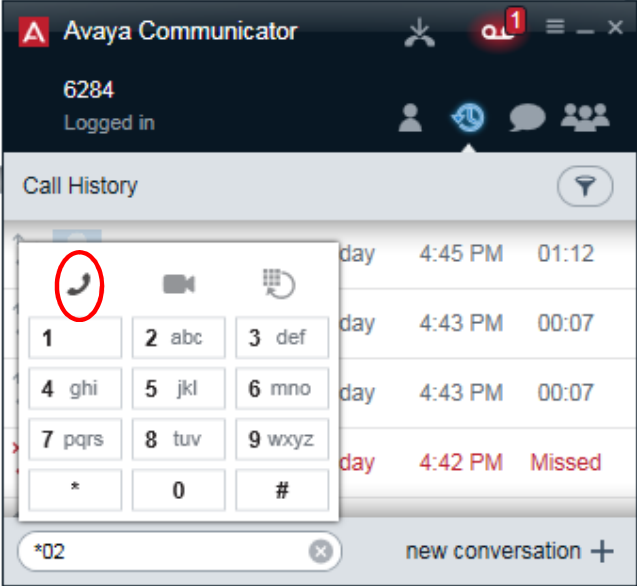 Avaya Communicator 1
6284
Logged in
Call History
day 4:45 PM 01:12
day 4:43 PM 00:07
1 2 abc 3 def
4 ghi 5 jkl 6 mno
day 4:43 PM 00:07
7 pqrs 8 tuv 9 wxyz
day 4:42 PM Missed
* 0 #
*02 new conversation +